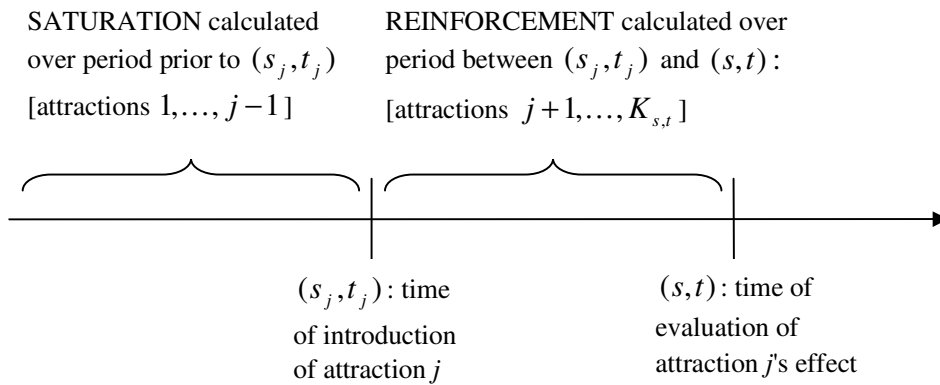 SATURATION calculated
over period prior to (s_j, t_j)
[attractions 1,…, j−1]
REINFORCEMENT calculated over
period between (s_j, t_j) and (s,t):
[attractions j+1,…, K_{s,t}]
(s_j, t_j): time
of introduction
of attraction j
(s,t): time of
evaluation of
attraction j's effect